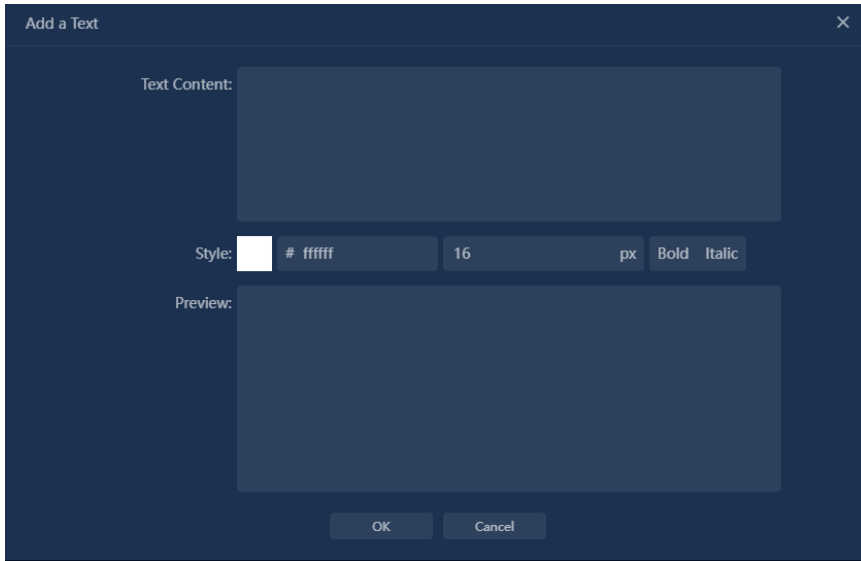 Add a Text
Text Content:
Style: # ffffff 16 px Bold Italic
Preview:
OK Cancel